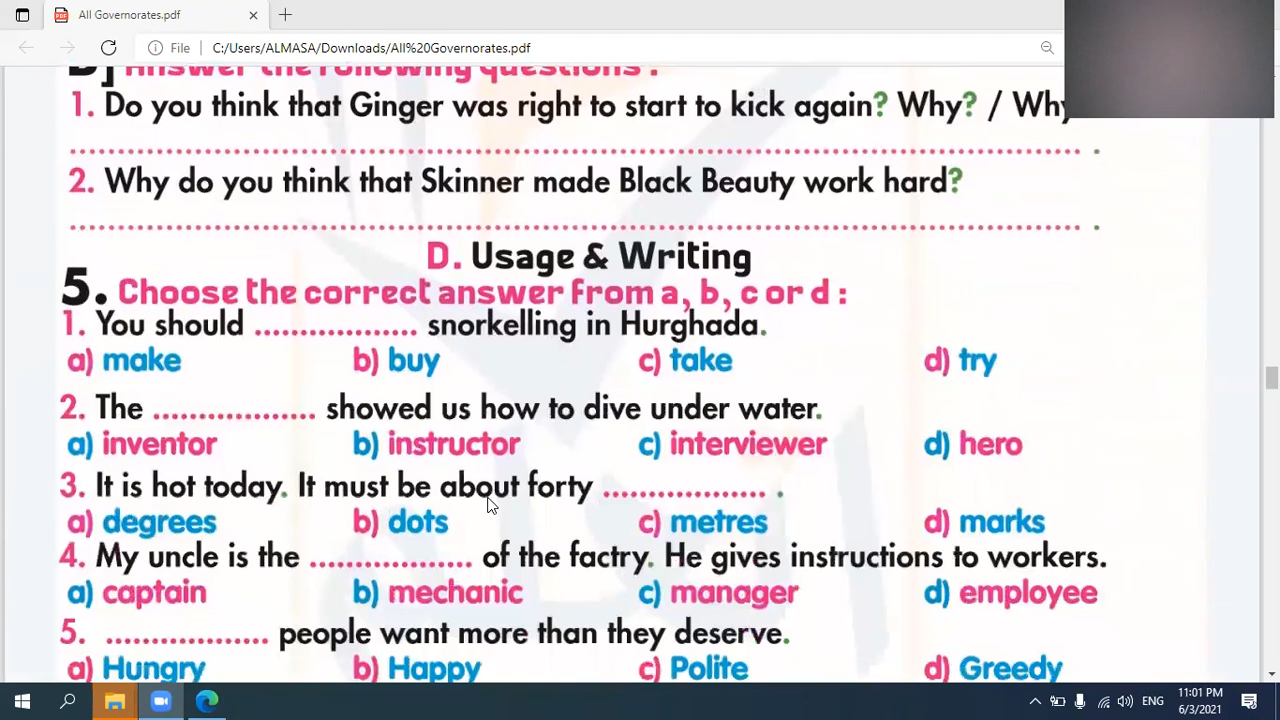 All Governorates.pdf
File C:/Users/ALMASA/Downloads/All%20Governorates.pdf
B] Answer the following questions :
1. Do you think that Ginger was right to start to kick again? Why? / Why
2. Why do you think that Skinner made Black Beauty work hard?
D. Usage & Writing
5. Choose the correct answer from a, b, c or d :
1. You should .................. snorkelling in Hurghada.
a) make b) buy c) take d) try
2. The .................. showed us how to dive under water.
a) inventor b) instructor c) interviewer d) hero
3. It is hot today. It must be about forty .................. .
a) degrees b) dots c) metres d) marks
4. My uncle is the .................. of the factry. He gives instructions to workers.
a) captain b) mechanic c) manager d) employee
5. .................. people want more than they deserve.
a) Hungry b) Happy c) Polite d) Greedy
ENG 11:01 PM
6/3/2021